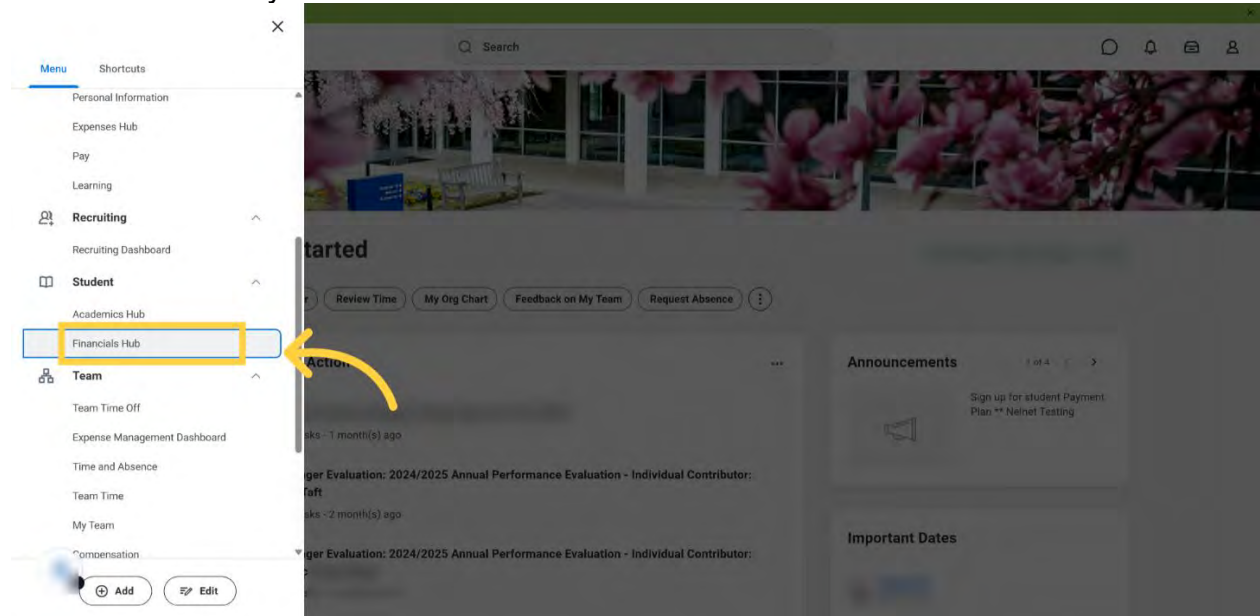 Search
Menu Shortcuts
Personal Information
Expenses Hub
Pay
Learning
Recruiting
Recruiting Dashboard
Student
Academics Hub
Financials Hub
Team
Team Time Off
Expense Management Dashboard
Time and Absence
Team Time
My Team
Compensation
Add Edit
tarted
Review Time My Org Chart Feedback on My Team Request Absence
Action
sks - 1 month(s) ago
ger Evaluation: 2024/2025 Annual Performance Evaluation - Individual Contributor:
Taft
sks - 2 month(s) ago
ger Evaluation: 2024/2025 Annual Performance Evaluation - Individual Contributor:
Announcements 1 of 4
Sign up for student Payment
Plan ** Nelnet Testing
Important Dates